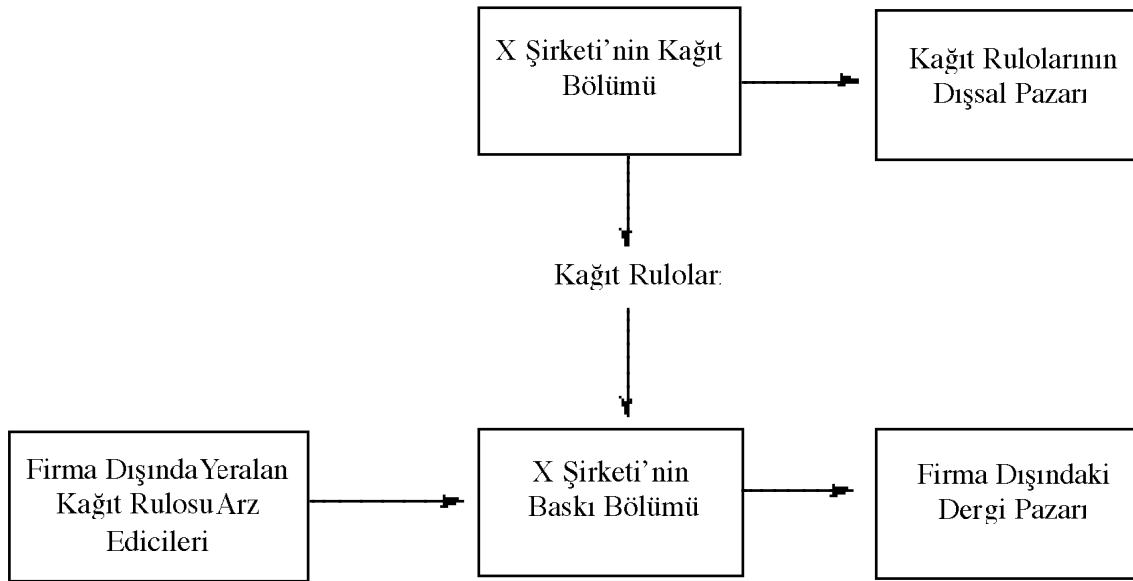 X Şirketi’nin Kağıt
Bölümü
Kağıt Rulolarının
Dışsal Pazarı
Kağıt Ruloları
Firma Dışında Yeralan
Kağıt Rulosu Arz
Edicileri
X Şirketi’nin
Baskı Bölümü
Firma Dışındaki
Dergi Pazarı